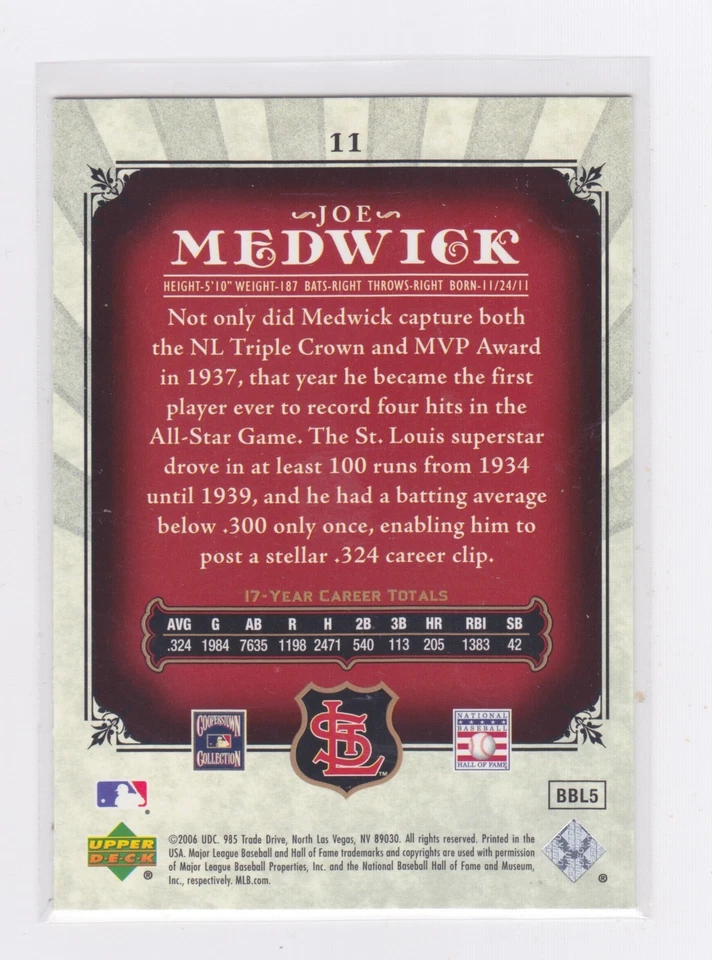 11
JOE
MEDWICK
HEIGHT-5'10" WEIGHT-187 BATS-RIGHT THROWS-RIGHT BORN-11/24/11
Not only did Medwick capture both
the NL Triple Crown and MVP Award
in 1937, that year he became the first
player ever to record four hits in the
All-Star Game. The St. Louis superstar
drove in at least 100 runs from 1934
until 1939, and he had a batting average
below .300 only once, enabling him to
post a stellar .324 career clip.
17-YEAR CAREER TOTALS
AVG G AB R H 2B 3B HR RBI SB
.324 1984 7635 1198 2471 540 113 205 1383 42
COOPERSTOWN
COLLECTION
STL
TM
NATIONAL
BASEBALL
HALL OF FAME
BBL5
®
UPPER
DECK
®
©2006 UDC. 985 Trade Drive, North Las Vegas, NV 89030. All rights reserved. Printed in the
USA. Major League Baseball and Hall of Fame trademarks and copyrights are used with permission
of Major League Baseball Properties, Inc. and the National Baseball Hall of Fame and Museum,
Inc., respectively. MLB.com.
®